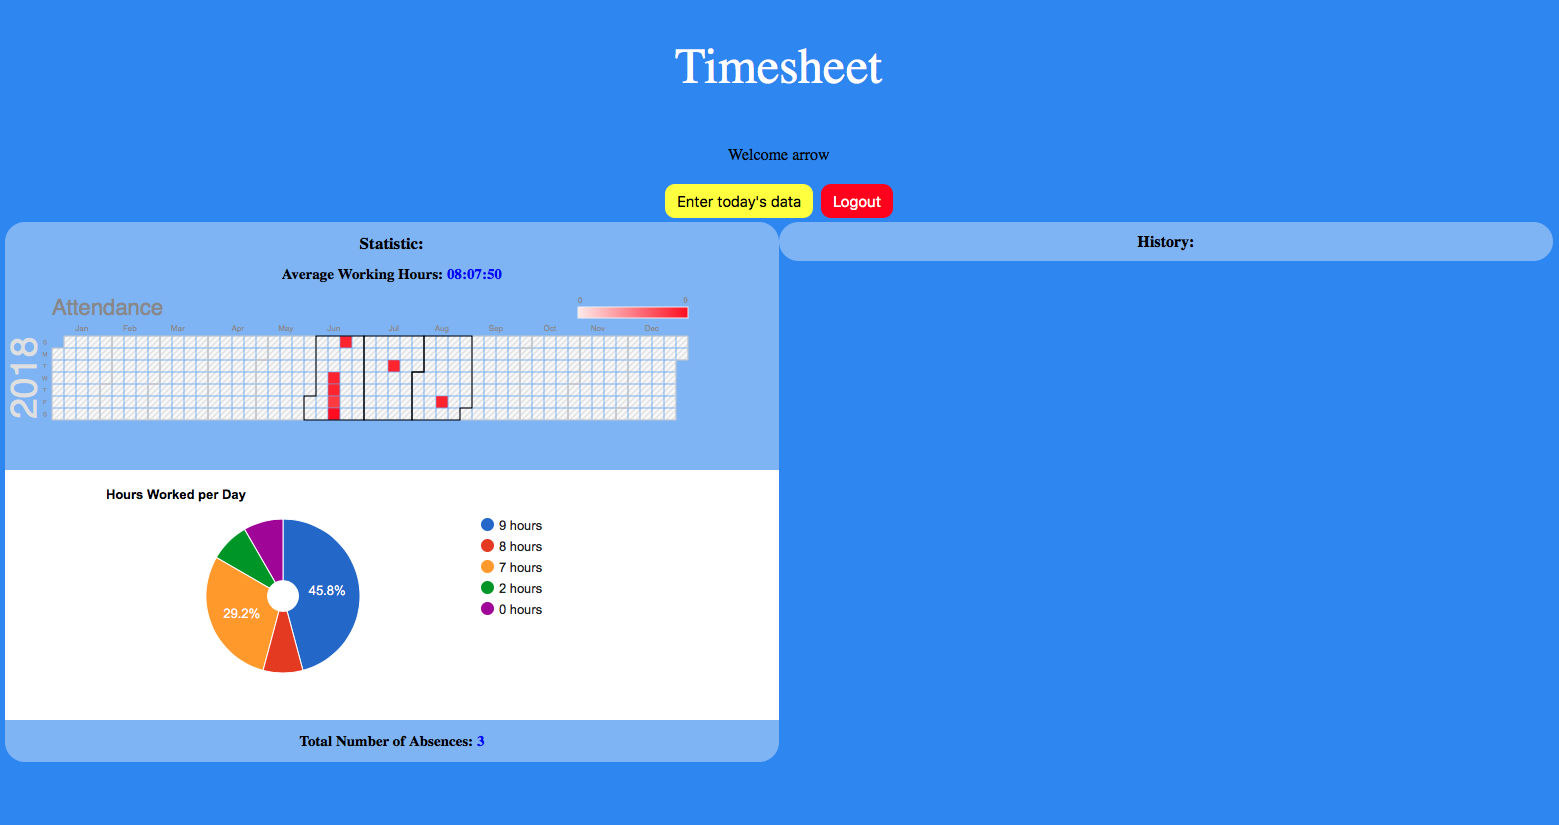 Timesheet
Welcome arrow
Enter today's data Logout
Statistic:
Average Working Hours: 08:07:50
Attendance
0 9
Jan Feb Mar Apr May Jun Jul Aug Sep Oct Nov Dec
2018
S
M
T
W
T
F
S
Hours Worked per Day
45.8%
29.2%
9 hours
8 hours
7 hours
2 hours
0 hours
Total Number of Absences: 3
History: